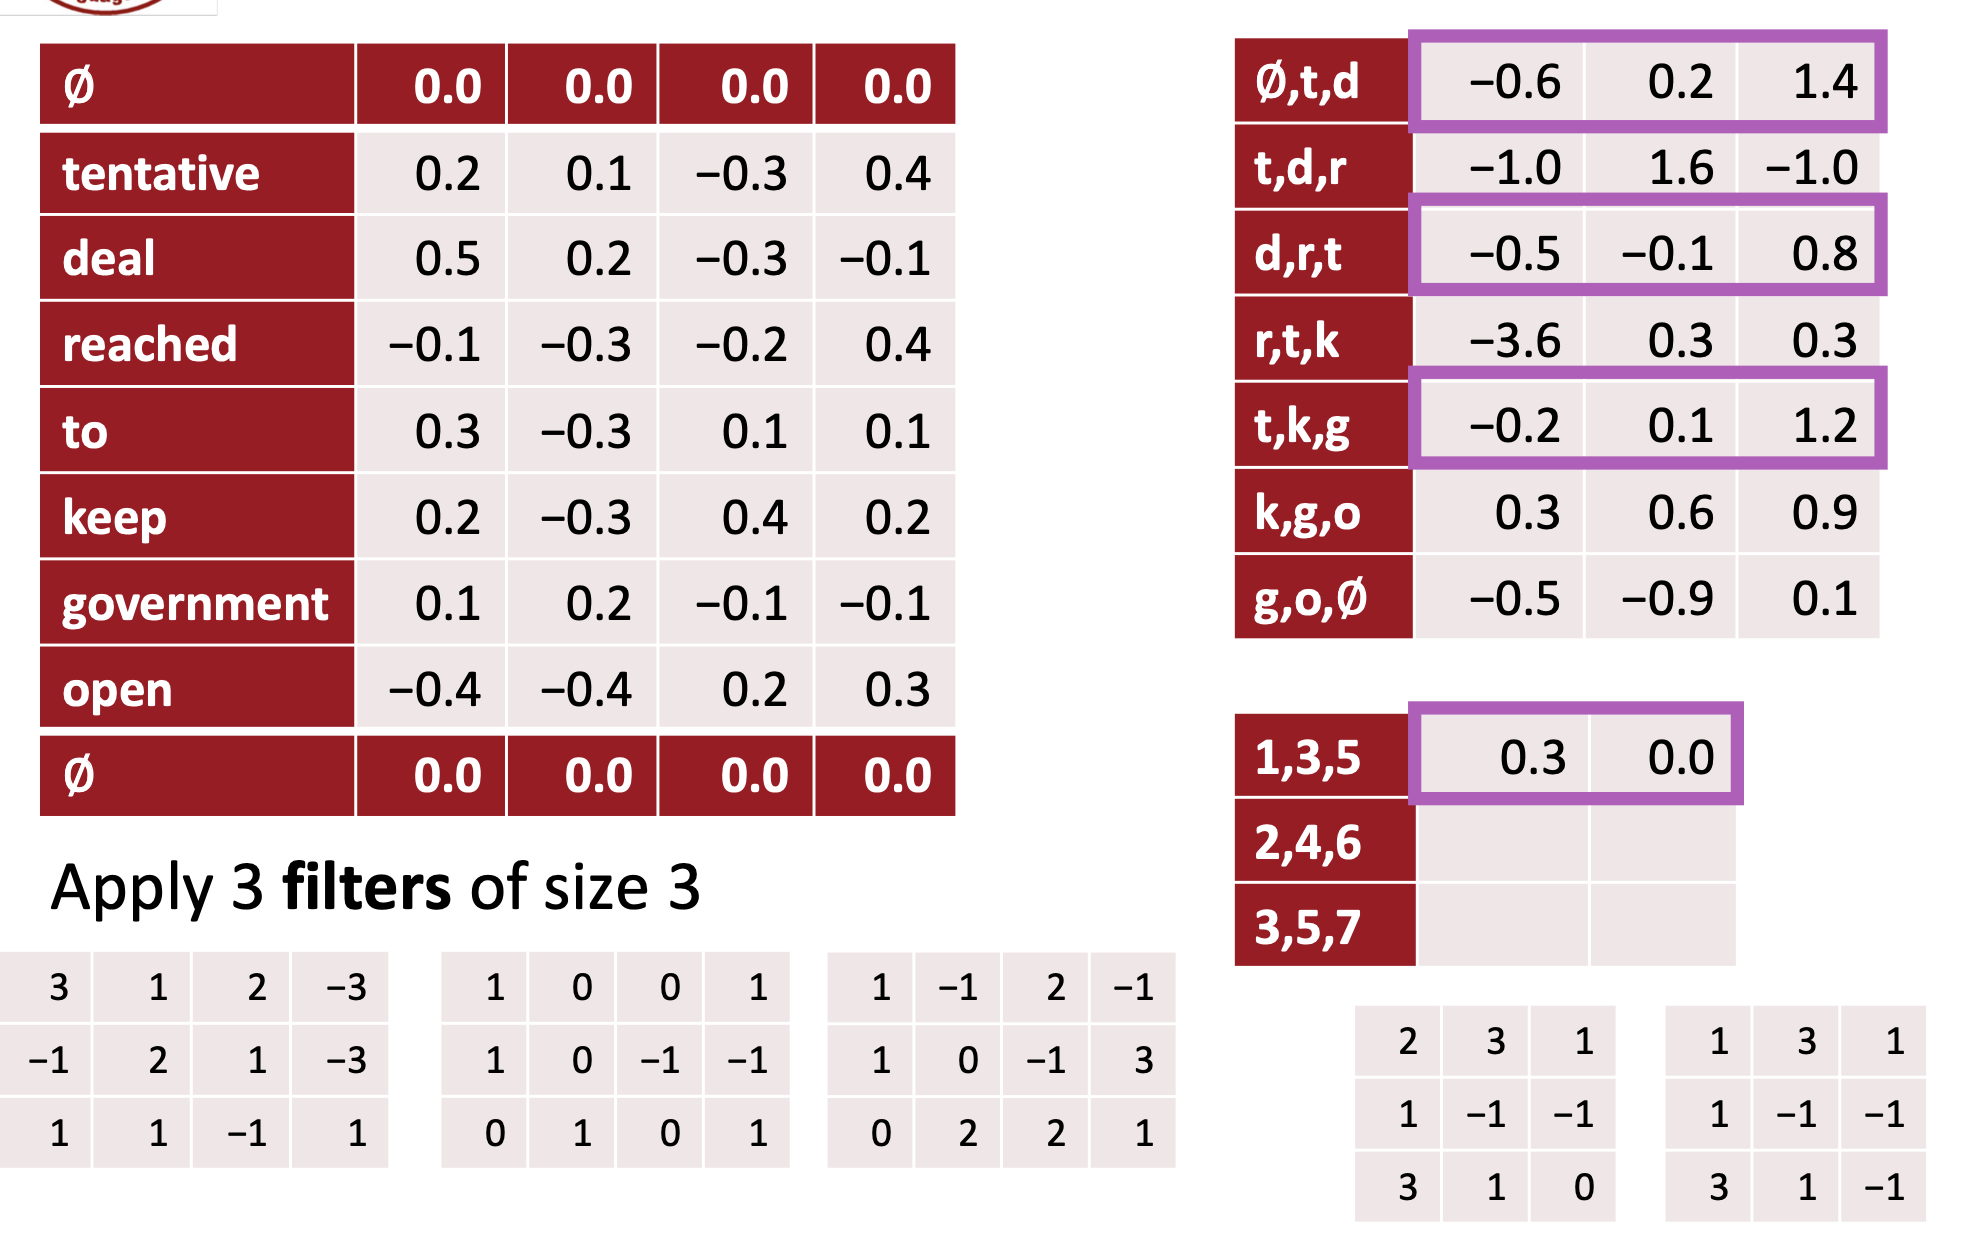 Ø 0.0 0.0 0.0 0.0
tentative 0.2 0.1 −0.3 0.4
deal 0.5 0.2 −0.3 −0.1
reached −0.1 −0.3 −0.2 0.4
to 0.3 −0.3 0.1 0.1
keep 0.2 −0.3 0.4 0.2
government 0.1 0.2 −0.1 −0.1
open −0.4 −0.4 0.2 0.3
Ø 0.0 0.0 0.0 0.0
Apply 3 filters of size 3
3 1 2 −3
−1 2 1 −3
1 1 −1 1
1 0 0 1
1 0 −1 −1
0 1 0 1
1 −1 2 −1
1 0 −1 3
0 2 2 1
Ø,t,d −0.6 0.2 1.4
t,d,r −1.0 1.6 −1.0
d,r,t −0.5 −0.1 0.8
r,t,k −3.6 0.3 0.3
t,k,g −0.2 0.1 1.2
k,g,o 0.3 0.6 0.9
g,o,Ø −0.5 −0.9 0.1
1,3,5 0.3 0.0
2,4,6
3,5,7
2 3 1
1 −1 −1
3 1 0
1 3 1
1 −1 −1
3 1 −1